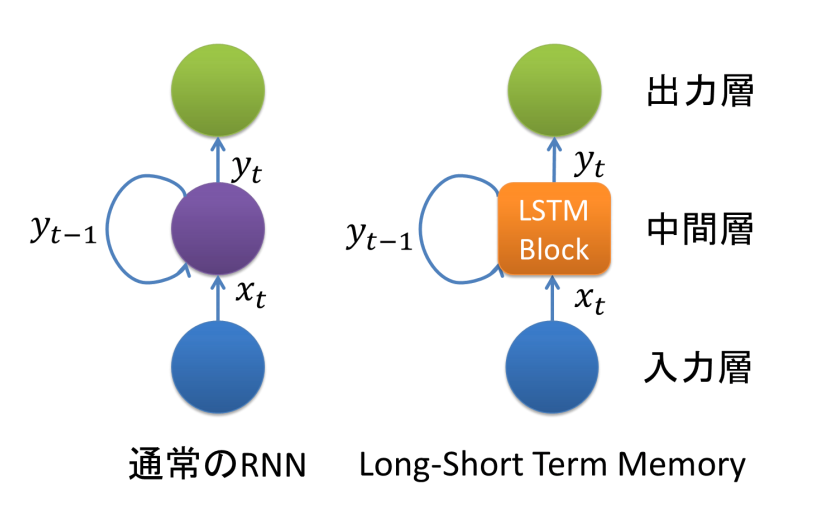 y_t
y_{t-1}
x_t
通常のRNN
y_t
y_{t-1}
LSTM
Block
x_t
Long-Short Term Memory
出力層
中間層
入力層